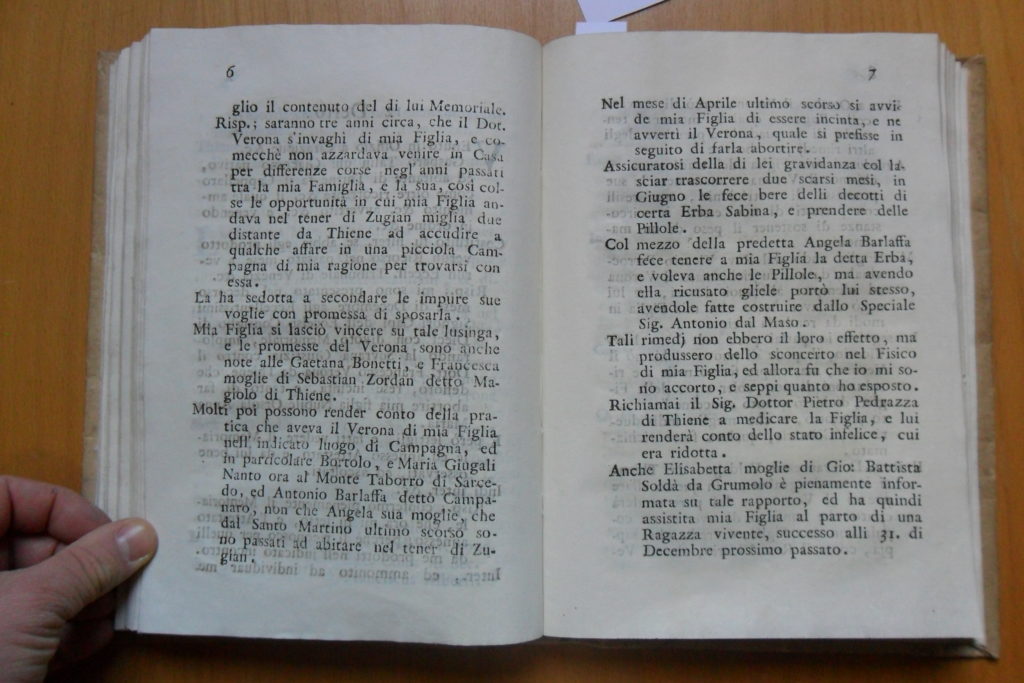 6
glio il contenuto del di lui Memoriale.
Risp.; saranno tre anni circa, che il Dot.
Verona s'invaghì di mia Figlia, e co-
mecchè non azzardava venire in Casa
per differenze corse negl'anni passati
tra la mia Famiglia, e la sua, così col-
se le opportunità in cui mia Figlia an-
dava nel tener di Zugian miglia due
distante da Thiene ad accudire a
qualche affare in una picciola Cam-
pagna di mia ragione per trovarsi con
essa.
La ha sedotta a secondare le impure sue
voglie con promessa di sposarla.
Mia Figlia si lasciò vincere su tale lusinga,
e le promesse del Verona sono anche
note alle Gaetana Bonetti, e Francesca
moglie di Sebastian Zordan detto Ma-
giolo di Thiene.
Molti poi possono render conto della pra-
tica che aveva il Verona di mia Figlia
nell'indicato luogo di Campagna, ed
in particolare Bortolo, e Maria Giugali
Nanto ora al Monte Taborro di Sarce-
do, ed Antonio Barlaffa detto Campa-
naro, non che Angela sua moglie, che
dal Santo Martino ultimo scorso so-
no passati ad abitare nel tener di Zu-
gian.
7
Nel mese di Aprile ultimo scorso si avvi-
de mia Figlia di essere incinta, e ne
avvertì il Verona, quale si prefisse in
seguito di farla abortire.
Assicuratosi della di lei gravidanza col la-
sciar trascorrere due scarsi mesi, in
Giugno le fece bere delli decotti di
certa Erba Sabina, e prendere delle
Pillole.
Col mezzo della predetta Angela Barlaffa
fece tenere a mia Figlia la detta Erba,
e voleva anche le Pillole, ma avendo
ella ricusato gliele portò lui stesso,
avendole fatte costruire dallo Speciale
Sig. Antonio dal Maso.
Tali rimedj non ebbero il loro effetto, ma
produssero dello sconcerto nel Fisico
di mia Figlia, ed allora fu che io mi so-
no accorto, e seppi quanto ho esposto.
Richiamai il Sig. Dottor Pietro Pedrazza
di Thiene a medicare la Figlia, e lui
renderà conto dello stato infelice, cui
era ridotta.
Anche Elisabetta moglie di Gio: Battista
Soldà da Grumolo è pienamente infor-
mata su tale rapporto, ed ha quindi
assistita mia Figlia al parto di una
Ragazza vivente, successo alli 31. di
Decembre prossimo passato.